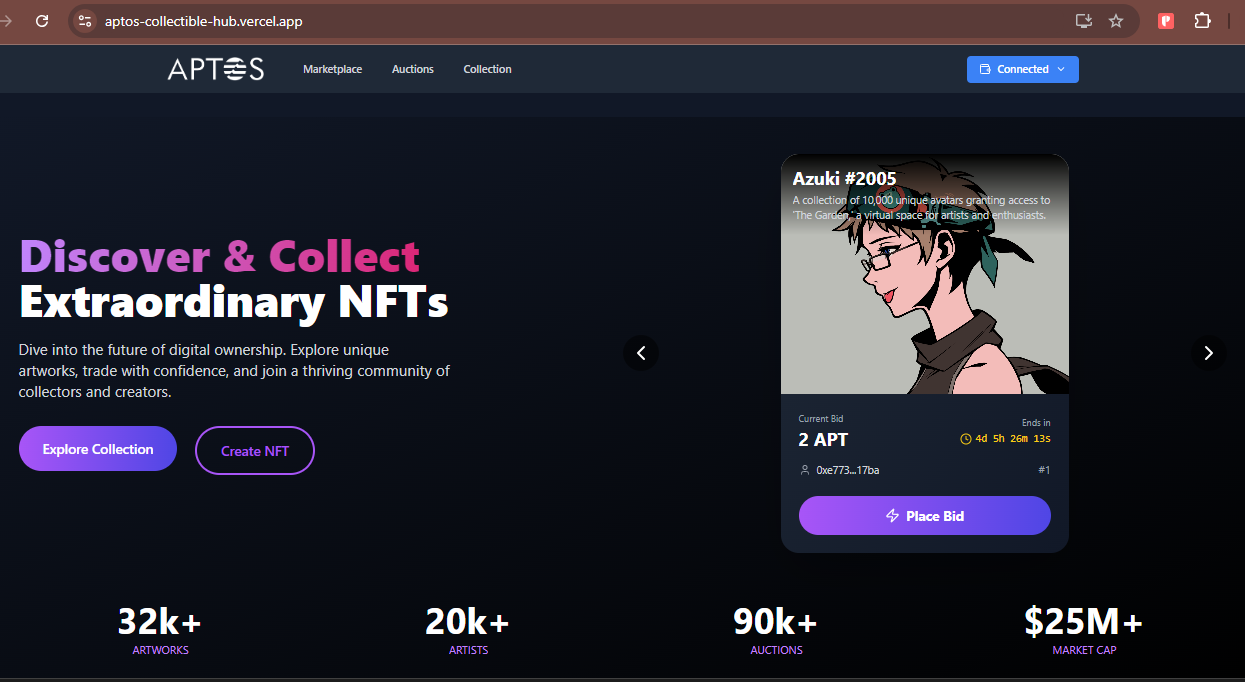 aptos-collectible-hub.vercel.app
APTOS
Marketplace
Auctions
Collection
Connected
Discover & Collect
Extraordinary NFTs
Dive into the future of digital ownership. Explore unique
artworks, trade with confidence, and join a thriving community of
collectors and creators.
Explore Collection
Create NFT
Azuki #2005
A collection of 10,000 unique avatars granting access to
'The Garden,' a virtual space for artists and enthusiasts.
Current Bid
2 APT
Ends in
4d 5h 26m 13s
0xe773...17ba
#1
Place Bid
32k+
ARTWORKS
20k+
ARTISTS
90k+
AUCTIONS
$25M+
MARKET CAP